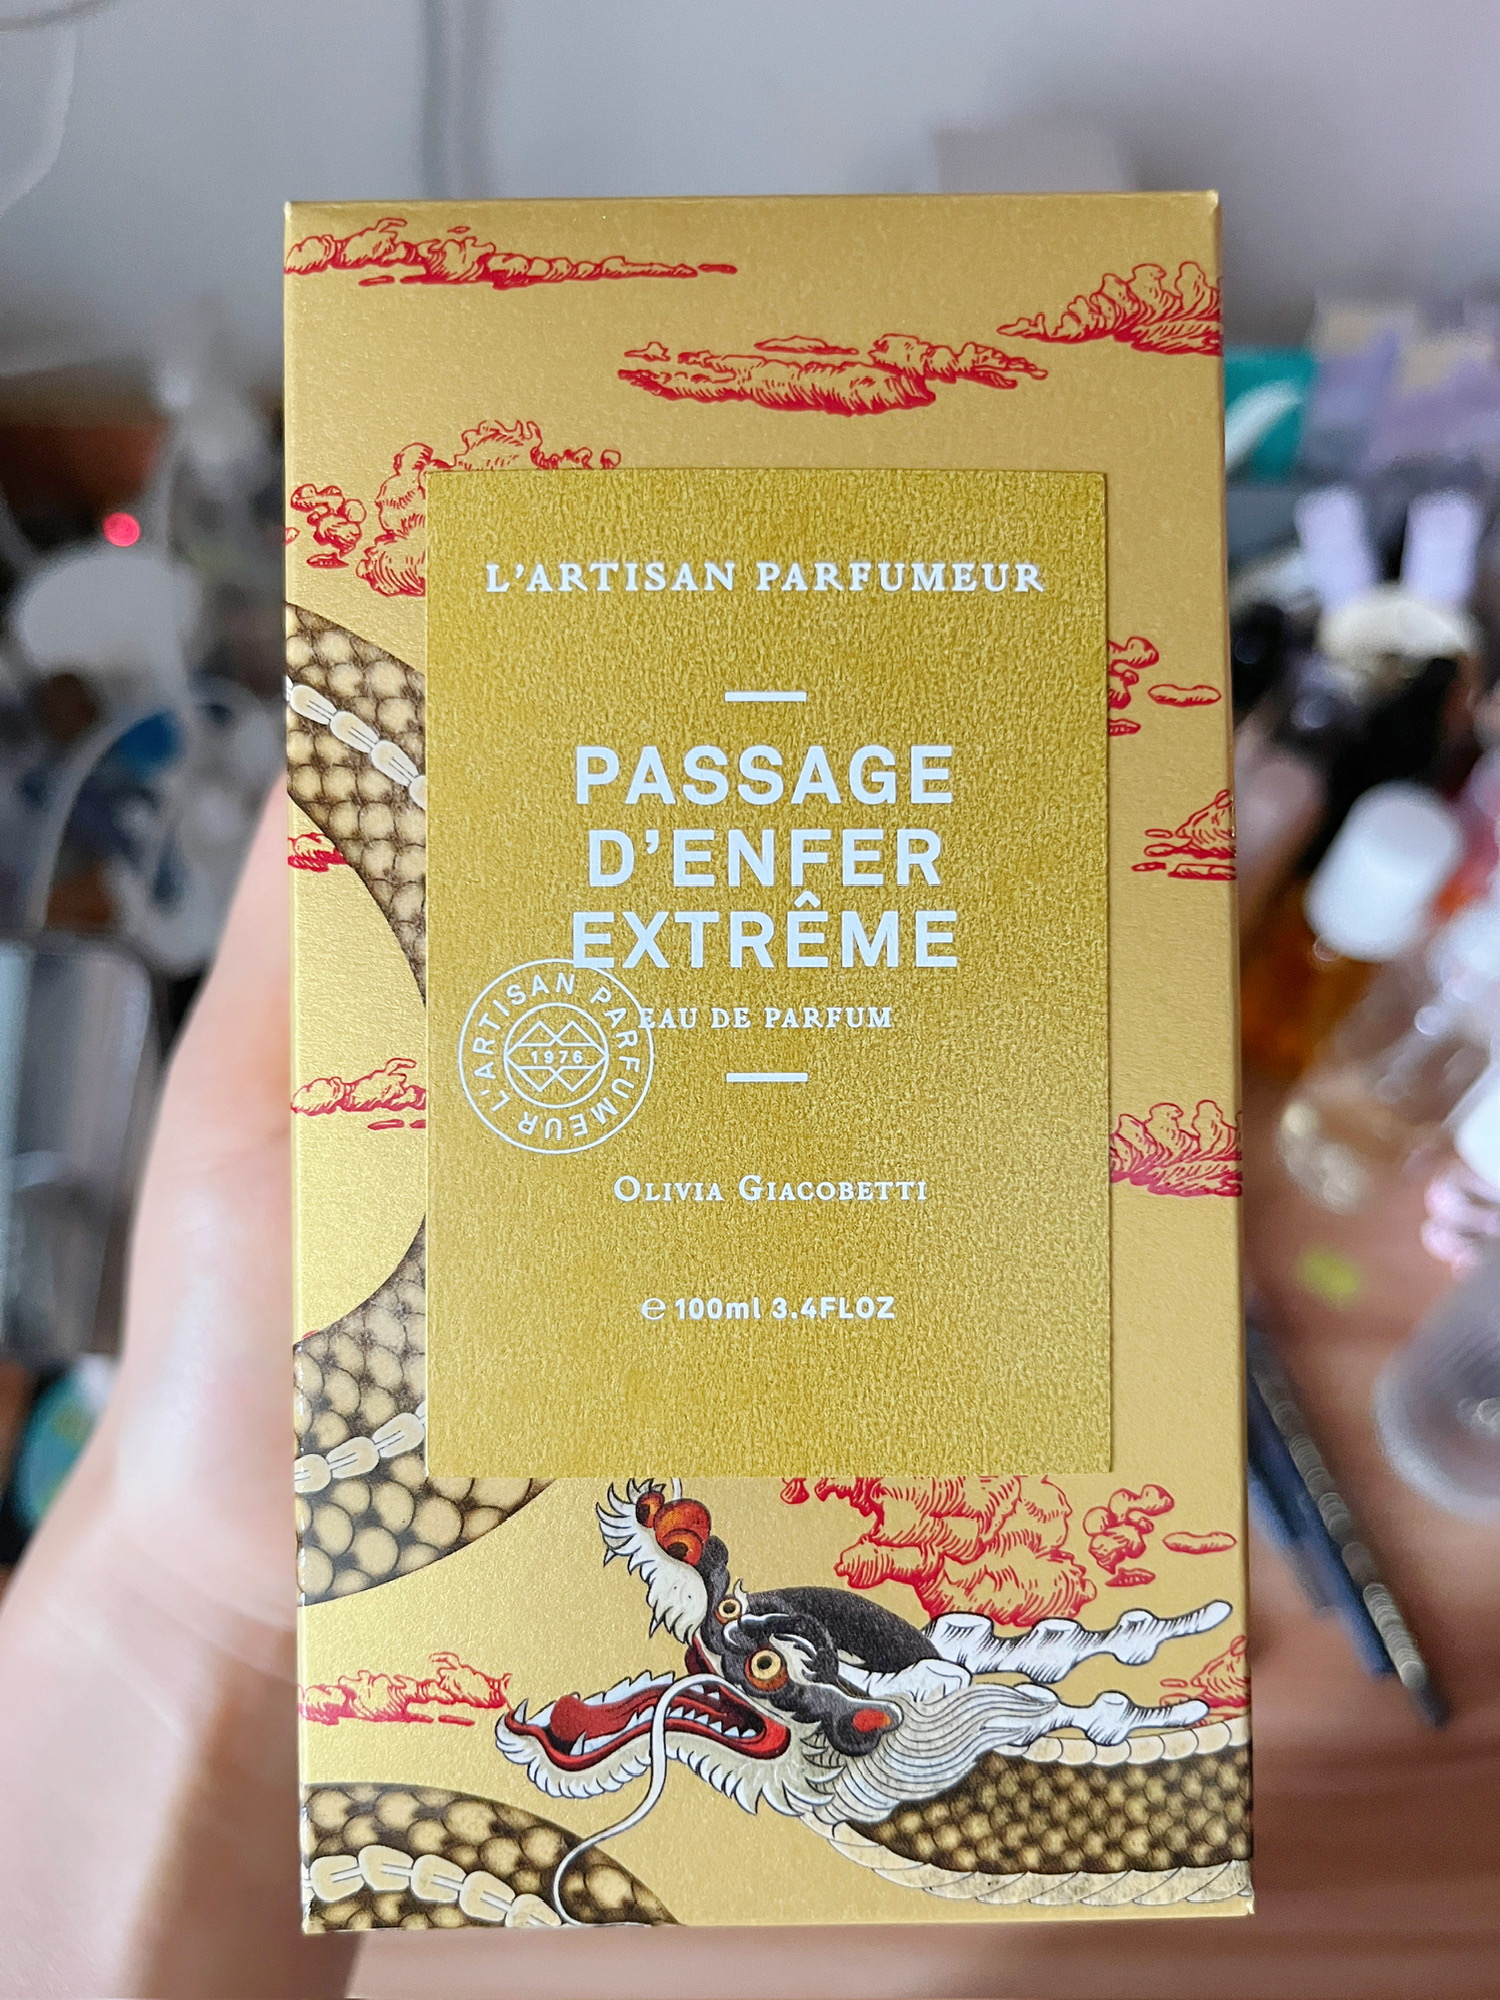 L'ARTISAN PARFUMEUR
PASSAGE
D'ENFER
EXTRÊME
EAU DE PARFUM
L'ARTISAN PARFUMEUR
1976
OLIVIA GIACOBETTI
℮ 100ml 3.4FLOZ